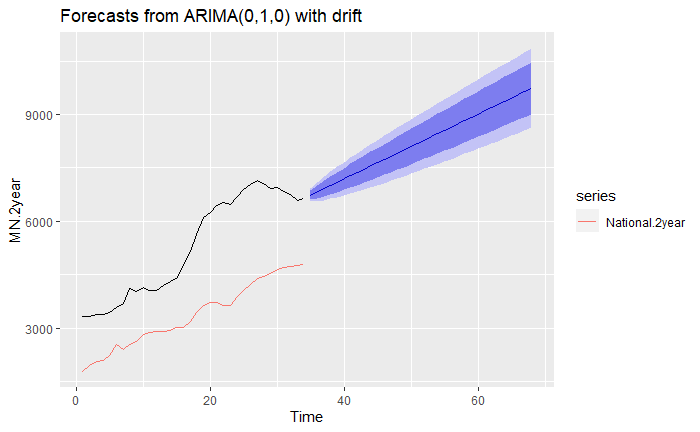 Forecasts from ARIMA(0,1,0) with drift
9000
6000
3000
MN.2year
0
20
40
60
Time
series
National.2year